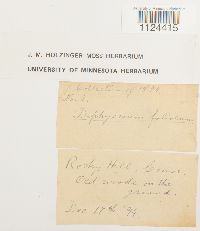 1124415
J. M. HOLZINGER MOSS HERBARIUM
UNIVERSITY OF MINNESOTA HERBARIUM
Diphyscium foliosum
Rocky Hill, Conn.
Old woods on the
ground.
Dec 17th '94